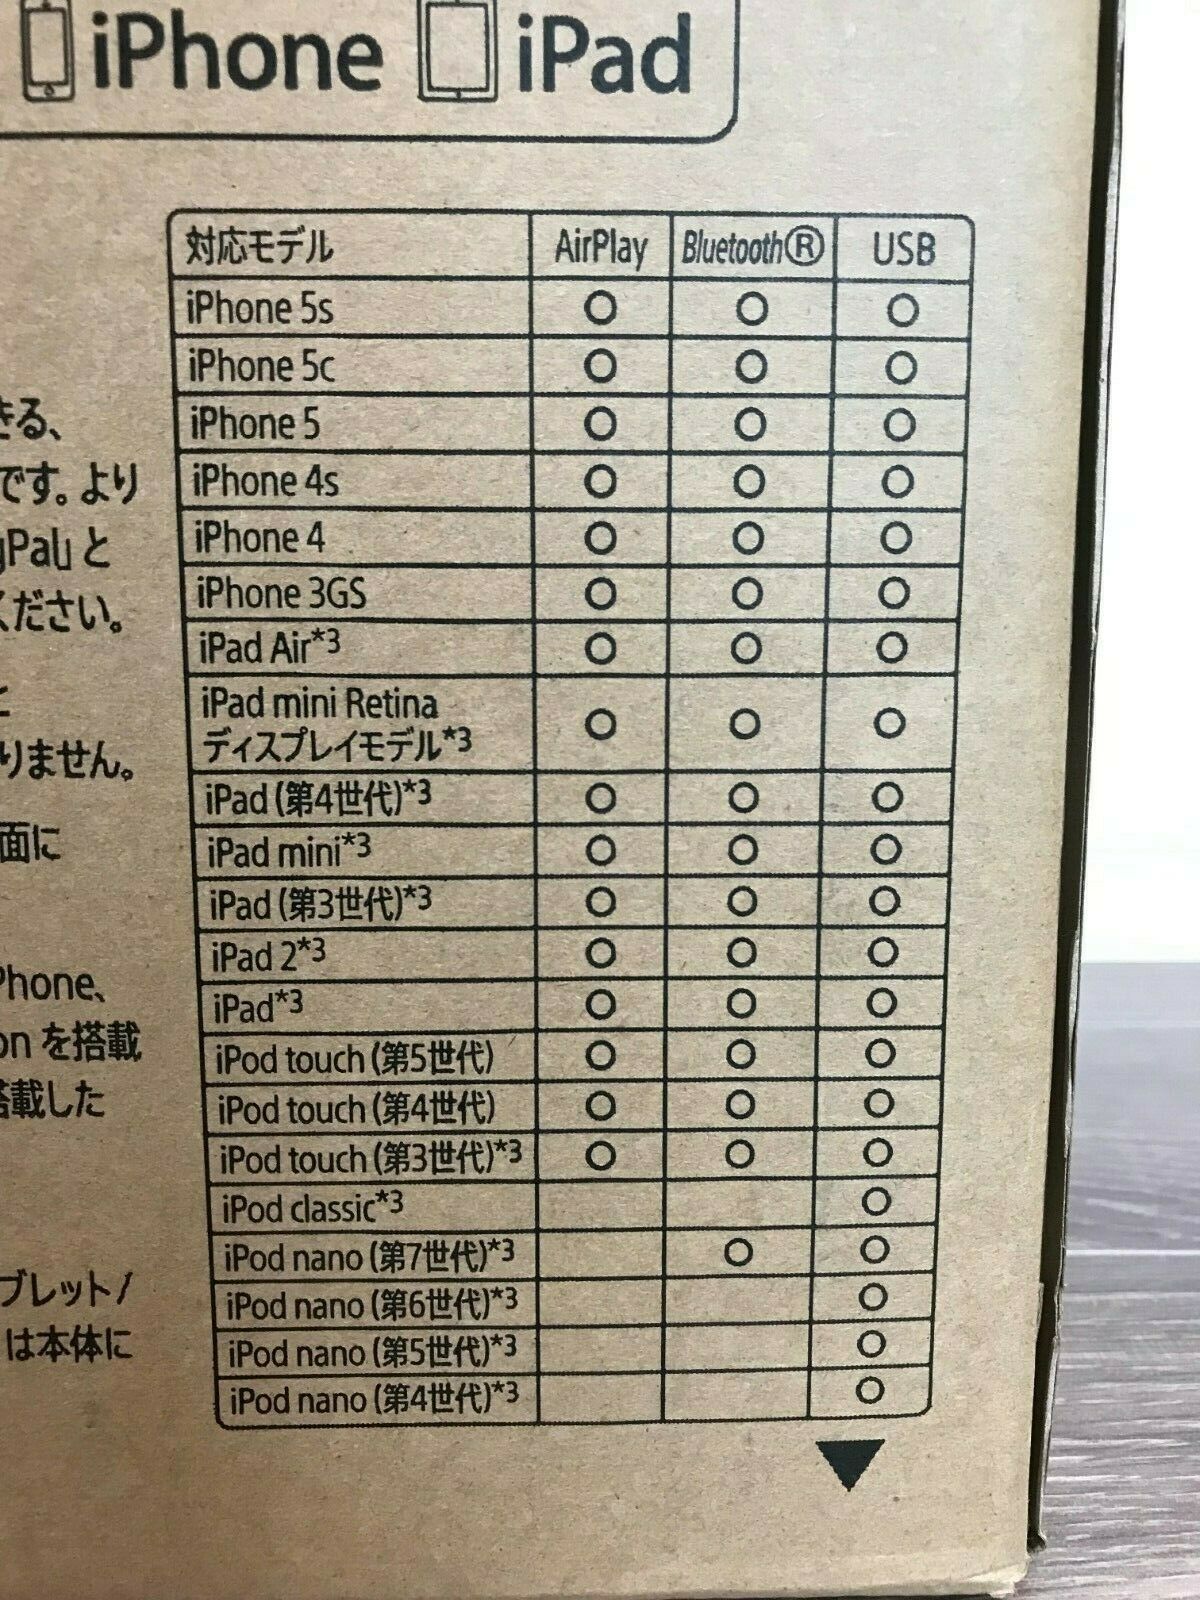 iPhone iPad
対応モデル AirPlay Bluetooth® USB
iPhone 5s ○ ○ ○
iPhone 5c ○ ○ ○
iPhone 5 ○ ○ ○
iPhone 4s ○ ○ ○
iPhone 4 ○ ○ ○
iPhone 3GS ○ ○ ○
iPad Air*3 ○ ○ ○
iPad mini Retina
ディスプレイモデル*3 ○ ○ ○
iPad (第4世代)*3 ○ ○ ○
iPad mini*3 ○ ○ ○
iPad (第3世代)*3 ○ ○ ○
iPad 2*3 ○ ○ ○
iPad*3 ○ ○ ○
iPod touch (第5世代) ○ ○ ○
iPod touch (第4世代) ○ ○ ○
iPod touch (第3世代)*3 ○ ○ ○
iPod classic*3 ○
iPod nano (第7世代)*3 ○ ○
iPod nano (第6世代)*3 ○
iPod nano (第5世代)*3 ○
iPod nano (第4世代)*3 ○
きる、
です。より
gPal」と
ください。
と
りません。
面に
Phone、
on を搭載
搭載した
ブレット/
は本体に